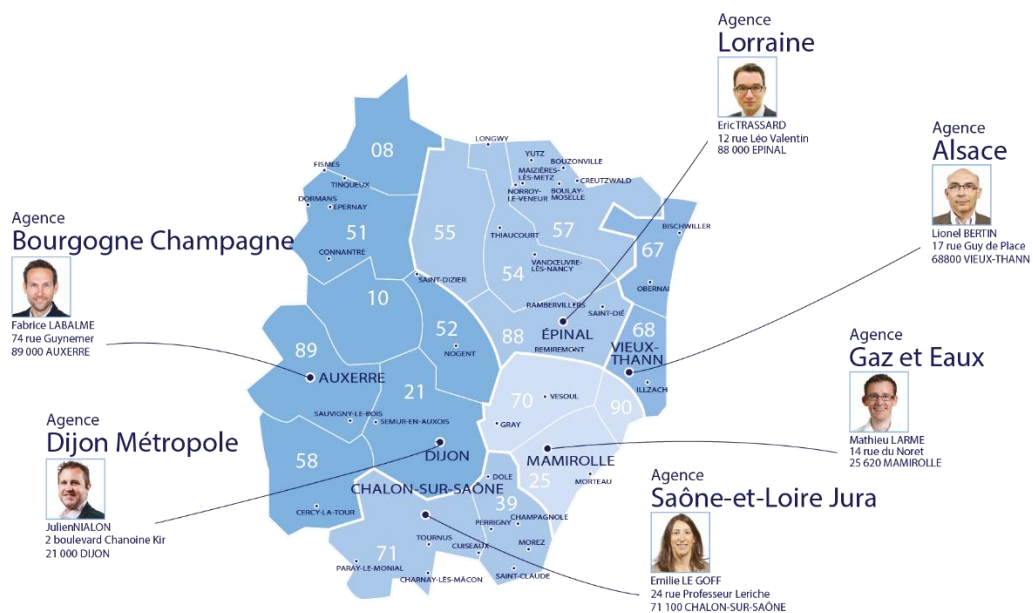 Agence
Lorraine
Eric TRASSARD
12 rue Léo Valentin
88 000 EPINAL
Agence
Alsace
Lionel BERTIN
17 rue Guy de Place
68800 VIEUX-THANN
Agence
Bourgogne Champagne
Fabrice LABALME
74 rue Guynemer
89 000 AUXERRE
Agence
Gaz et Eaux
Mathieu LARME
14 rue du Noret
25 620 MAMIROLLE
Agence
Dijon Métropole
JulienNIALON
2 boulevard Chanoine Kir
21 000 DIJON
Agence
Saône-et-Loire Jura
Emilie LE GOFF
24 rue Professeur Leriche
71 100 CHALON-SUR-SAÔNE
08
LONGWY
YUTZ
BOUZONVILLE
MAIZIÈRES-
LÈS-METZ
CREUTZWALD
NORROY-
LE-VENEUR
BOULAY-
MOSELLE
FISMES
TINQUEUX
DORMANS
EPERNAY
51
CONNANTRE
55
57
THIAUCOURT
54
VANDŒUVRE-
LÈS-NANCY
BISCHWILLER
67
OBERNAI
SAINT-DIZIER
10
52
NOGENT
RAMBERVILLERS
SAINT-DIÉ
88
ÉPINAL
REMIREMONT
68
VIEUX-
THANN
ILLZACH
89
AUXERRE
21
SAUVIGNY-LE-BOIS
SEMUR-EN-AUXOIS
70
VESOUL
90
GRAY
DIJON
MAMIROLLE
25
MORTEAU
58
CERCY-LA-TOUR
CHALON-SUR-SAÔNE
DOLE
39
CHAMPAGNOLE
PERRIGNY
MOREZ
SAINT-CLAUDE
71
TOURNUS
CUISEAUX
PARAY-LE-MONIAL
CHARNAY-LÈS-MÂCON